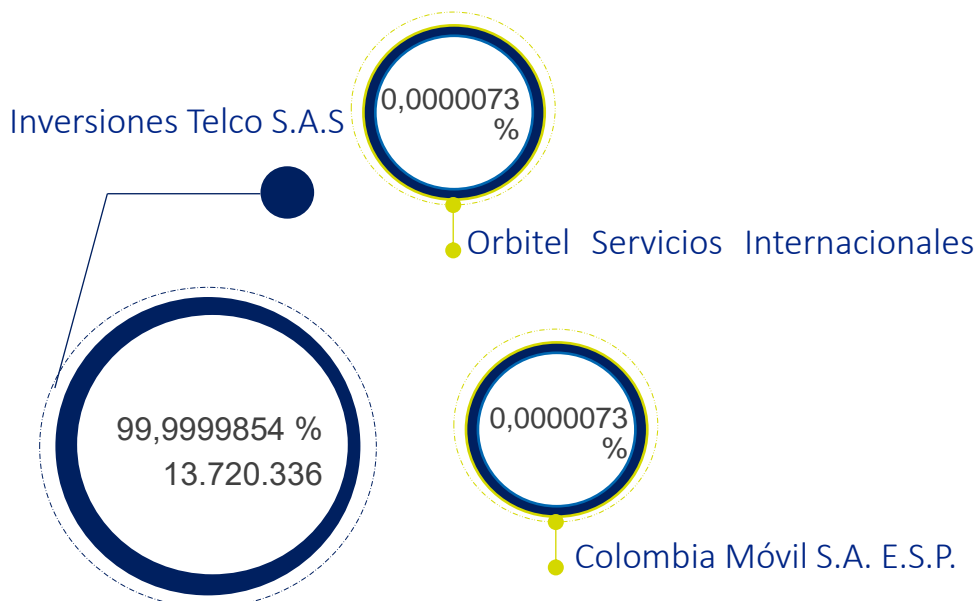 0,0000073
%
Inversiones Telco S.A.S
Orbitel Servicios Internacionales
99,9999854 %
13.720.336
0,0000073
%
Colombia Móvil S.A. E.S.P.